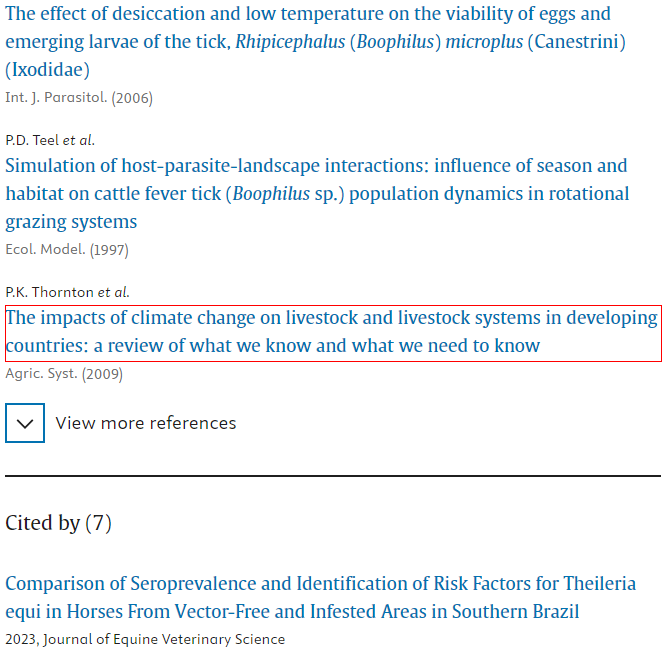 The effect of desiccation and low temperature on the viability of eggs and
emerging larvae of the tick, Rhipicephalus (Boophilus) microplus (Canestrini)
(Ixodidae)
Int. J. Parasitol. (2006)
P.D. Teel et al.
Simulation of host-parasite-landscape interactions: influence of season and
habitat on cattle fever tick (Boophilus sp.) population dynamics in rotational
grazing systems
Ecol. Model. (1997)
P.K. Thornton et al.
The impacts of climate change on livestock and livestock systems in developing
countries: a review of what we know and what we need to know
Agric. Syst. (2009)
View more references
Cited by (7)
Comparison of Seroprevalence and Identification of Risk Factors for Theileria
equi in Horses From Vector-Free and Infested Areas in Southern Brazil
2023, Journal of Equine Veterinary Science